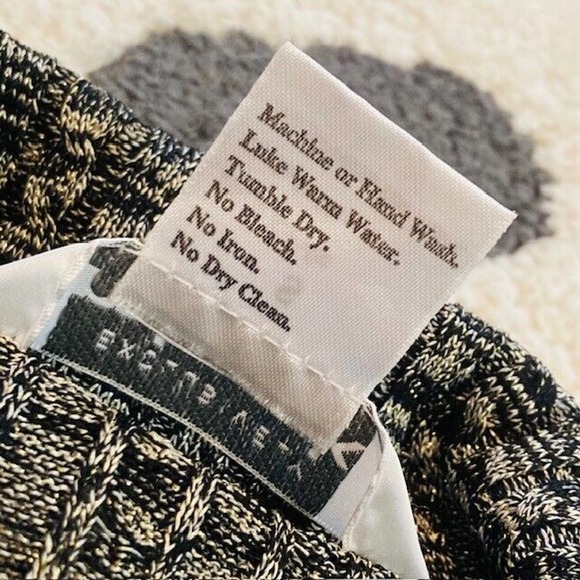 Machine or Hand Wash.
Luke Warm Water.
Tumble Dry.
No Bleach.
No Iron.
No Dry Clean.